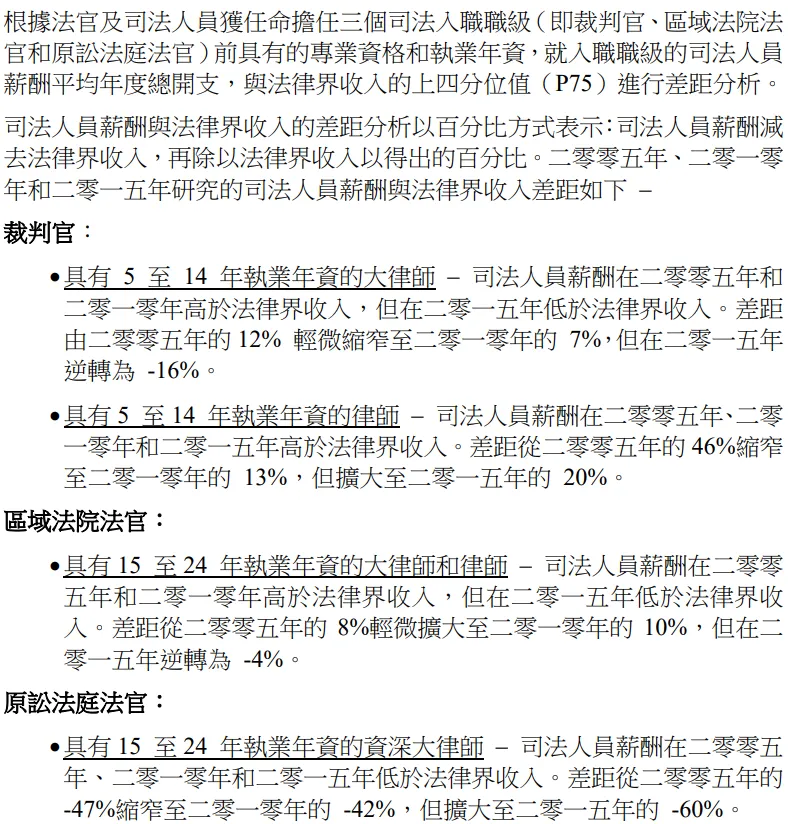 根據法官及司法人員獲任命擔任三個司法入職職級（即裁判官、區域法院法
官和原訟法庭法官）前具有的專業資格和執業年資，就入職職級的司法人員
薪酬平均年度總開支，與法律界收入的上四分位值（P75）進行差距分析。
司法人員薪酬與法律界收入的差距分析以百分比方式表示：司法人員薪酬減
去法律界收入，再除以法律界收入以得出的百分比。二零零五年、二零一零
年和二零一五年研究的司法人員薪酬與法律界收入差距如下 –
裁判官：
●具有 5 至 14 年執業年資的大律師 – 司法人員薪酬在二零零五年和
二零一零年高於法律界收入，但在二零一五年低於法律界收入。差距
由二零零五年的12% 輕微縮窄至二零一零年的 7%，但在二零一五年
逆轉為 -16%。
●具有5 至14 年執業年資的律師 – 司法人員薪酬在二零零五年、二零
一零年和二零一五年高於法律界收入。差距從二零零五年的46%縮窄
至二零一零年的 13%，但擴大至二零一五年的 20%。
區域法院法官：
●具有15 至24 年執業年資的大律師和律師 – 司法人員薪酬在二零零
五年和二零一零年高於法律界收入，但在二零一五年低於法律界收
入。差距從二零零五年的 8%輕微擴大至二零一零年的 10%，但在二
零一五年逆轉為 -4%。
原訟法庭法官：
●具有15 至24 年執業年資的資深大律師 – 司法人員薪酬在二零零五
年、二零一零年和二零一五年低於法律界收入。差距從二零零五年的
-47%縮窄至二零一零年的 -42%，但擴大至二零一五年的 -60%。